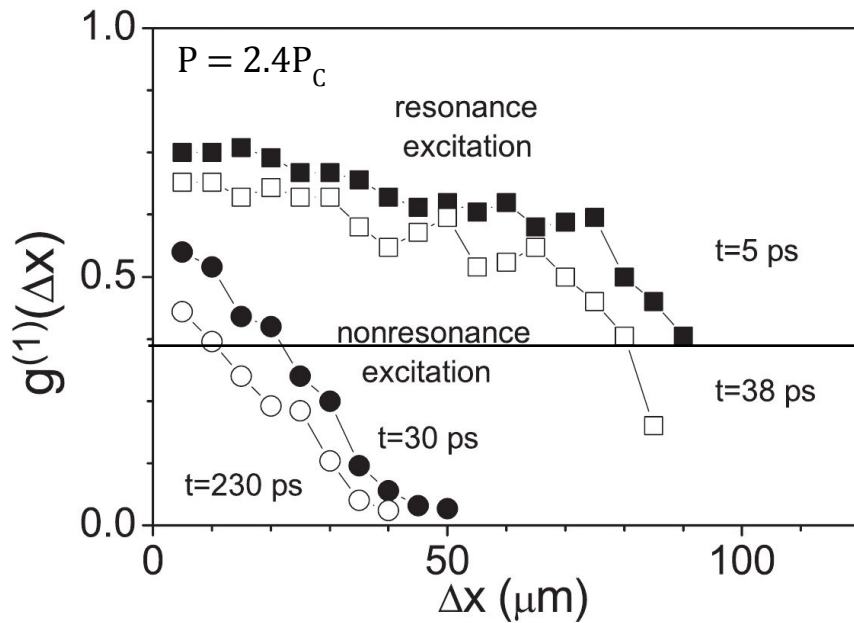 1.0
P = 2.4P_C
resonance
excitation
t=5 ps
0.5
nonresonance
excitation
t=38 ps
t=30 ps
t=230 ps
0.0
0
50
100
g⁽¹⁾(Δx)
Δx (μm)